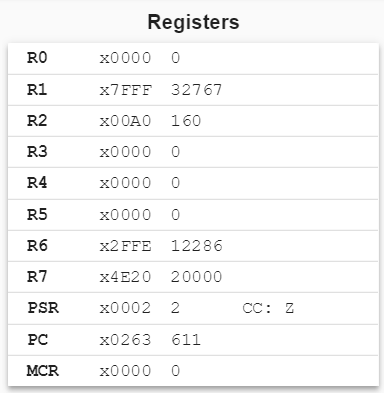 Registers
R0 x0000 0
R1 x7FFF 32767
R2 x00A0 160
R3 x0000 0
R4 x0000 0
R5 x0000 0
R6 x2FFE 12286
R7 x4E20 20000
PSR x0002 2 CC: Z
PC x0263 611
MCR x0000 0